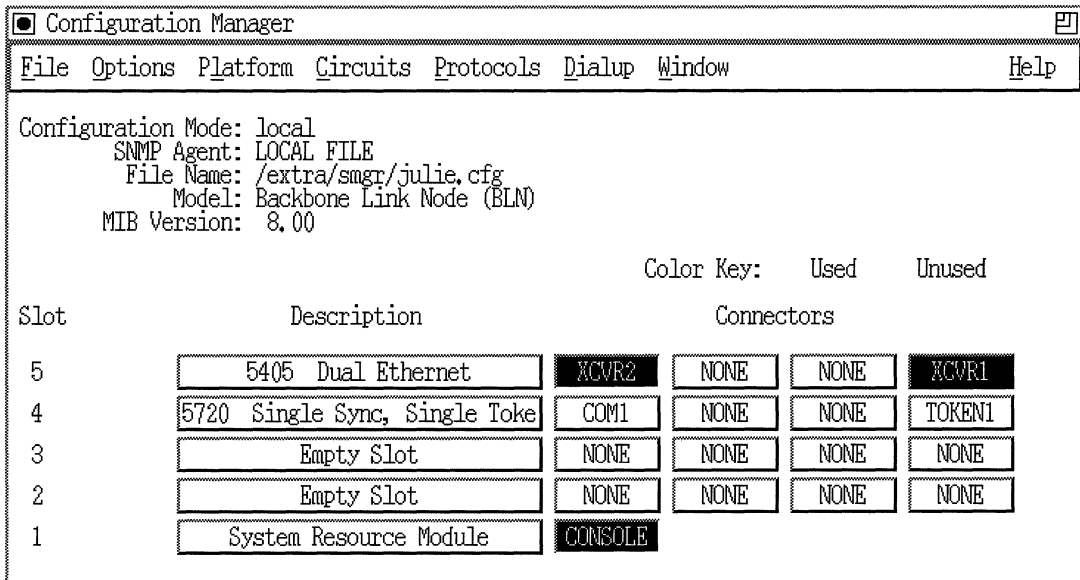 Configuration Manager
File Options Platform Circuits Protocols Dialup Window Help
Configuration Mode: local
SNMP Agent: LOCAL FILE
File Name: /extra/smgr/julie.cfg
Model: Backbone Link Node (BLN)
MIB Version: 8.00
Color Key: Used Unused
Slot Description Connectors
5 5405 Dual Ethernet XCVR2 NONE NONE XCVR1
4 5720 Single Sync, Single Toke COM1 NONE NONE TOKEN1
3 Empty Slot NONE NONE NONE NONE
2 Empty Slot NONE NONE NONE NONE
1 System Resource Module CONSOLE